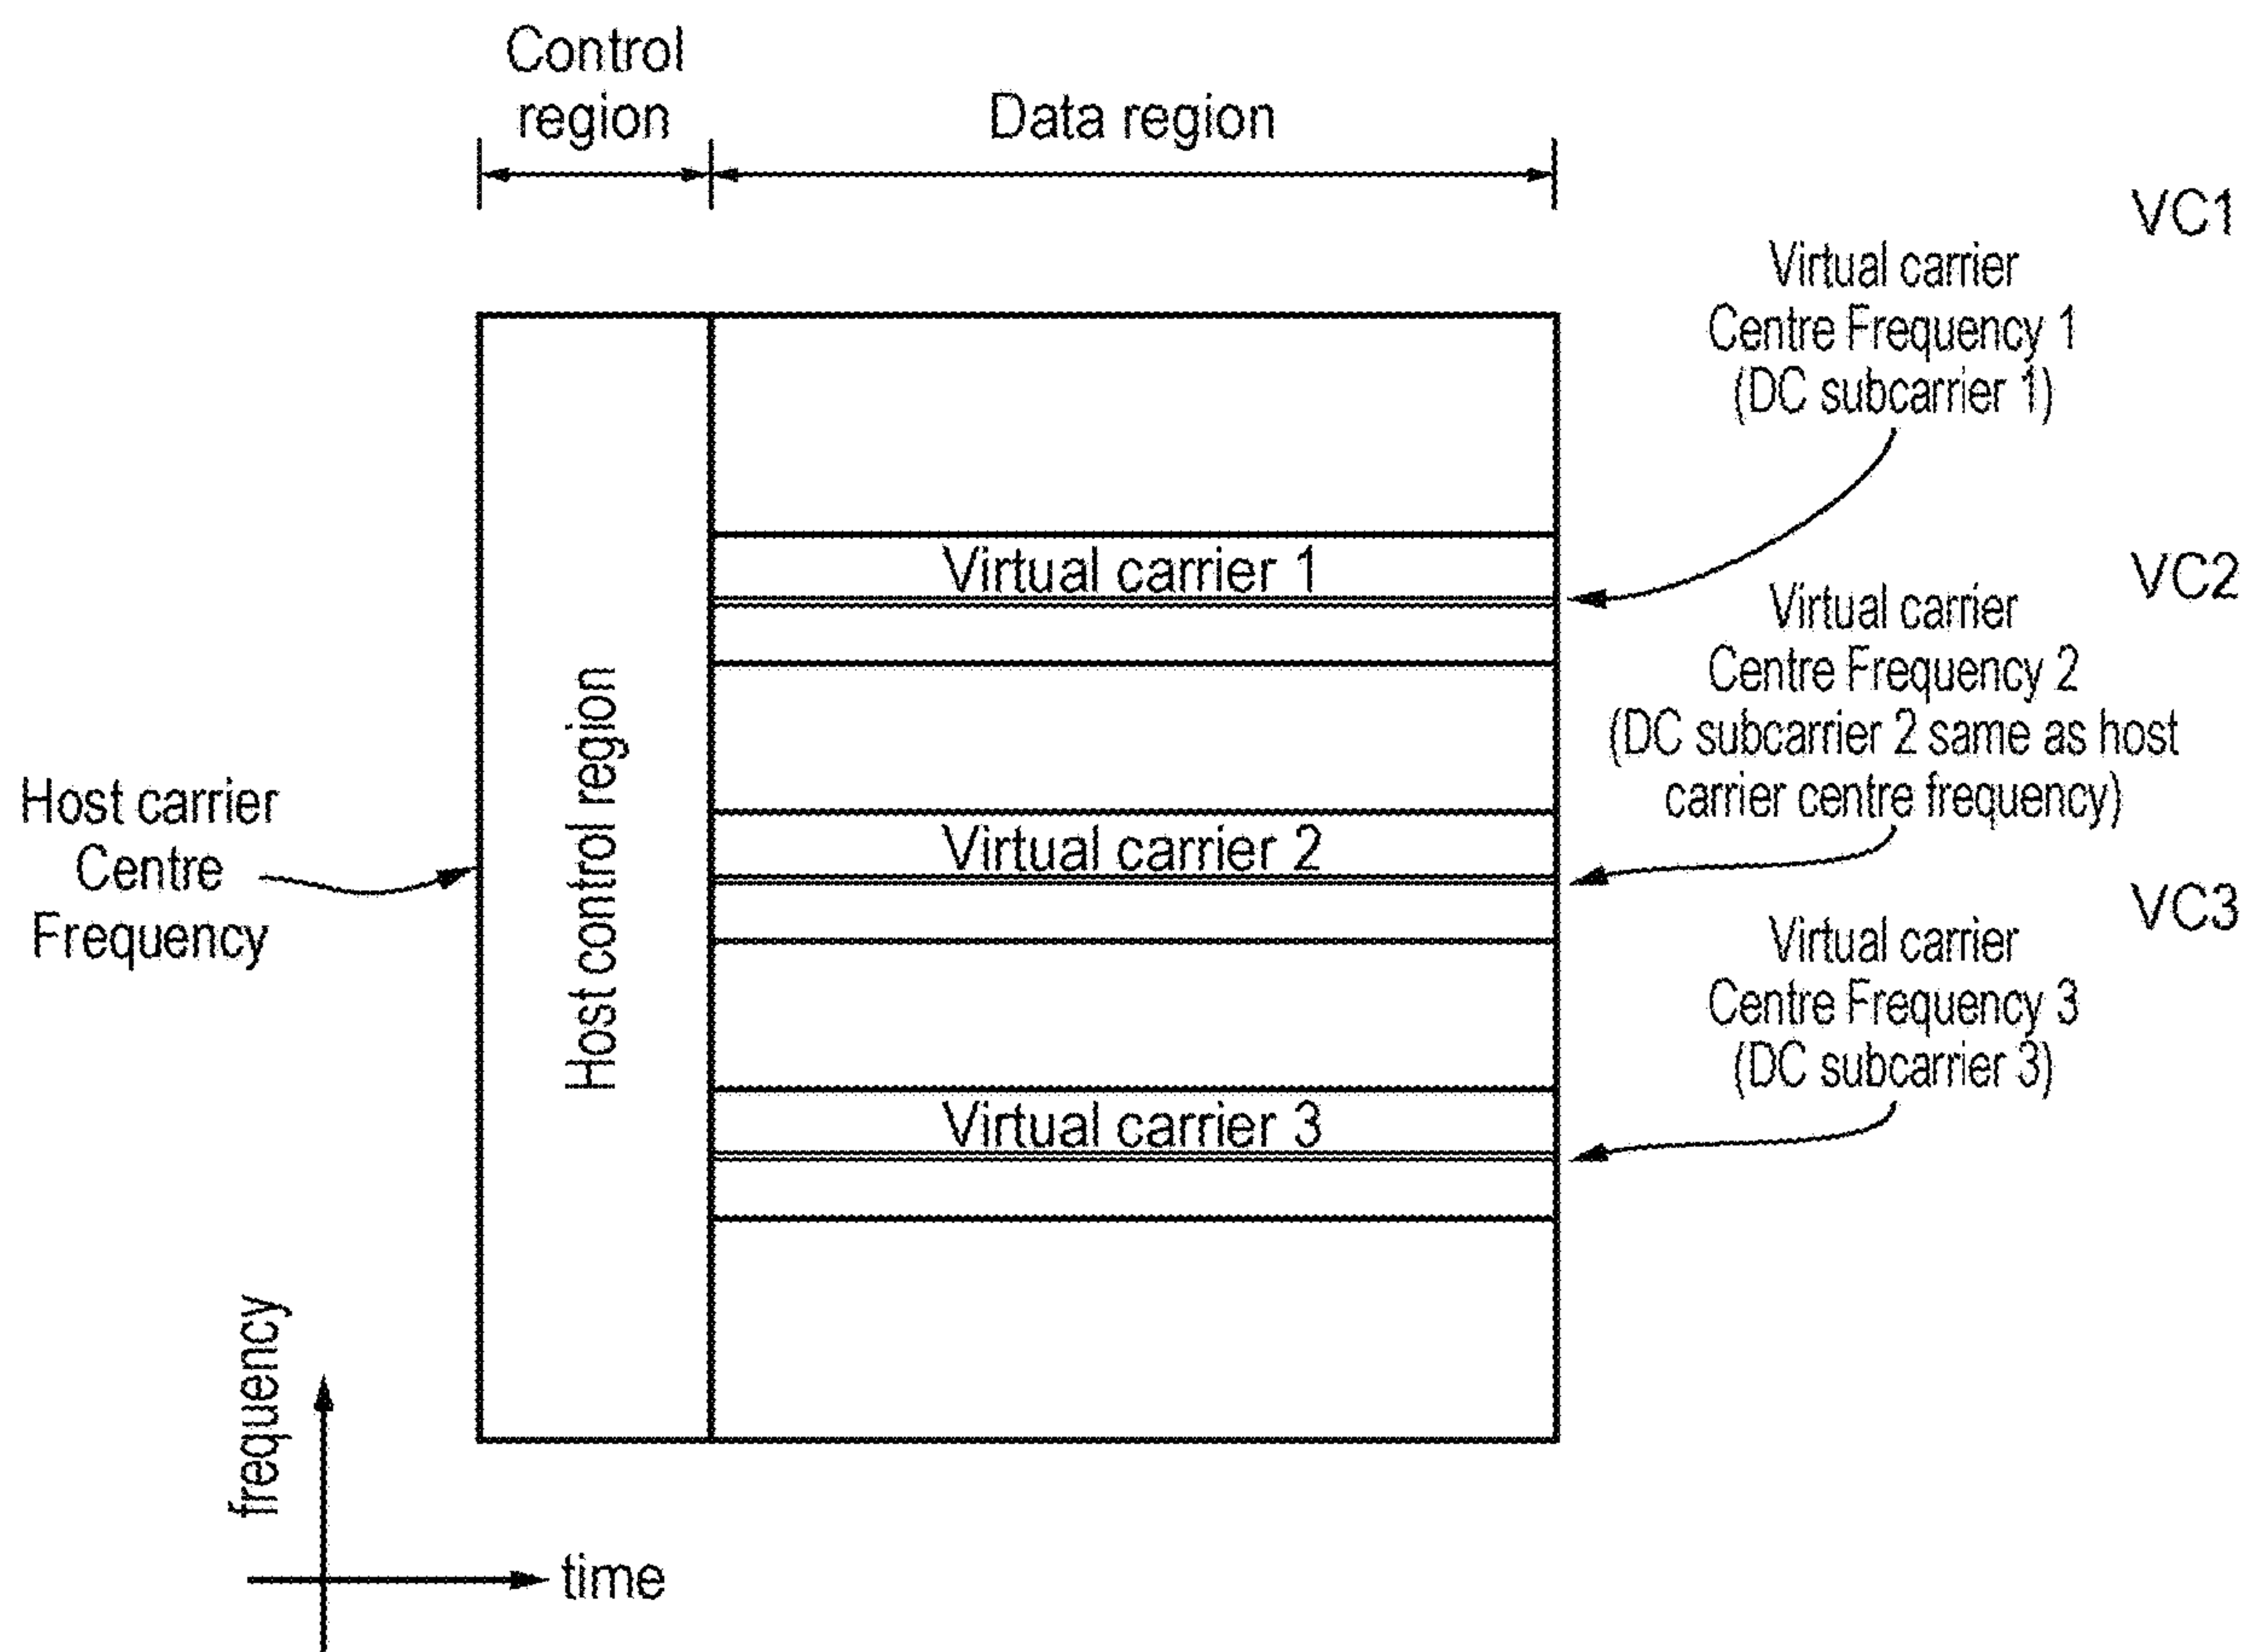 Control
region
Data region
VC1
Virtual carrier
Centre Frequency 1
(DC subcarrier 1)
Virtual carrier 1
VC2
Virtual carrier
Centre Frequency 2
(DC subcarrier 2 same as host
carrier centre frequency)
Host control region
Host carrier
Centre
Frequency
Virtual carrier 2
VC3
Virtual carrier
Centre Frequency 3
(DC subcarrier 3)
Virtual carrier 3
frequency
time